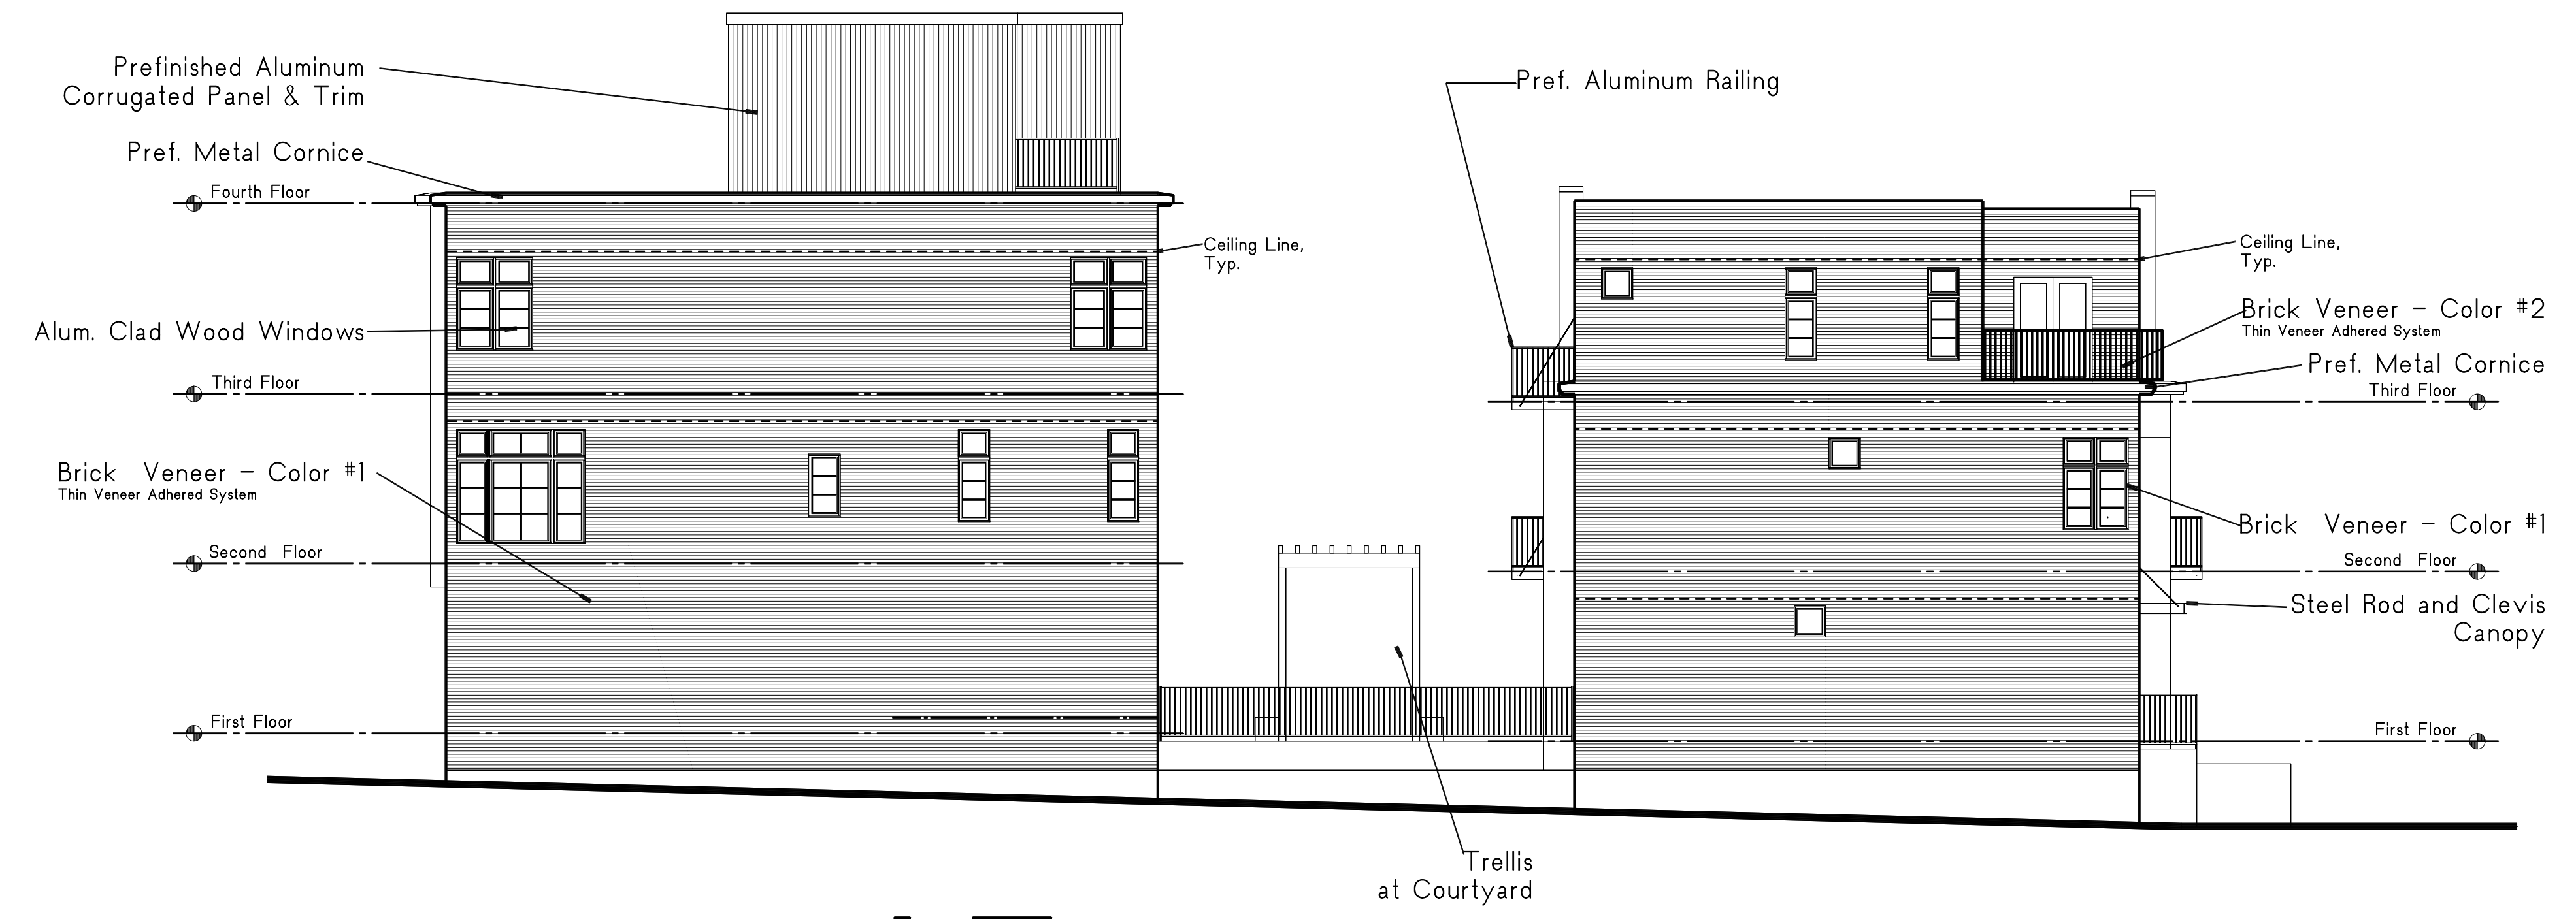 Prefinished Aluminum
Corrugated Panel & Trim
Pref. Metal Cornice
Fourth Floor
Alum. Clad Wood Windows
Third Floor
Brick Veneer - Color #1
Thin Veneer Adhered System
Second Floor
First Floor
Ceiling Line,
Typ.
Pref. Aluminum Railing
Trellis
at Courtyard
Ceiling Line,
Typ.
Brick Veneer - Color #2
Thin Veneer Adhered System
Pref. Metal Cornice
Third Floor
Brick Veneer - Color #1
Second Floor
Steel Rod and Clevis
Canopy
First Floor